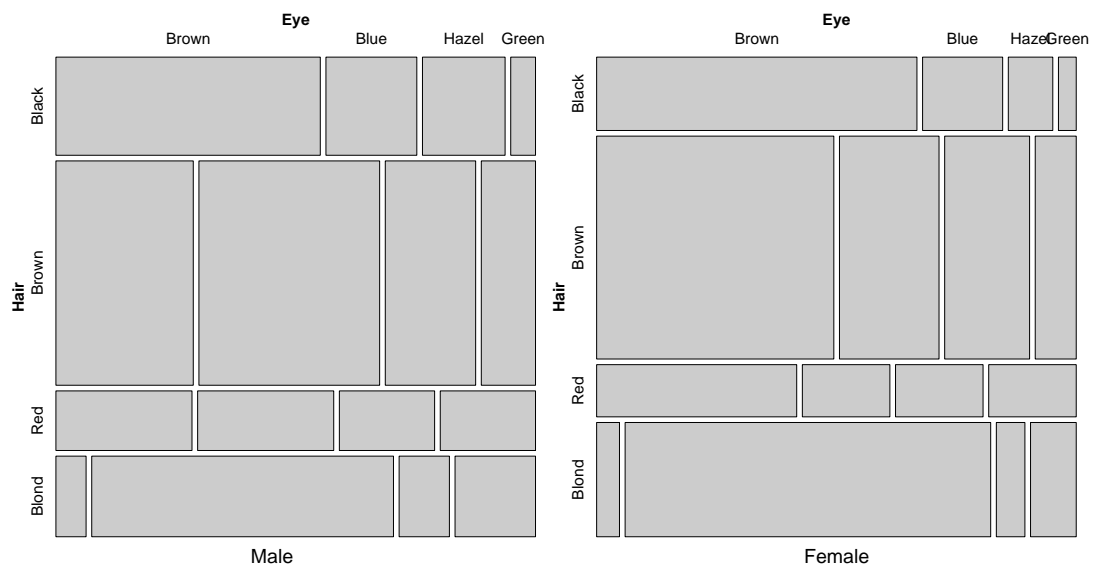 Eye
Brown Blue Hazel Green
Black
Brown
Red
Blond
Hair
Male
Eye
Brown Blue Hazel Green
Black
Brown
Red
Blond
Hair
Female